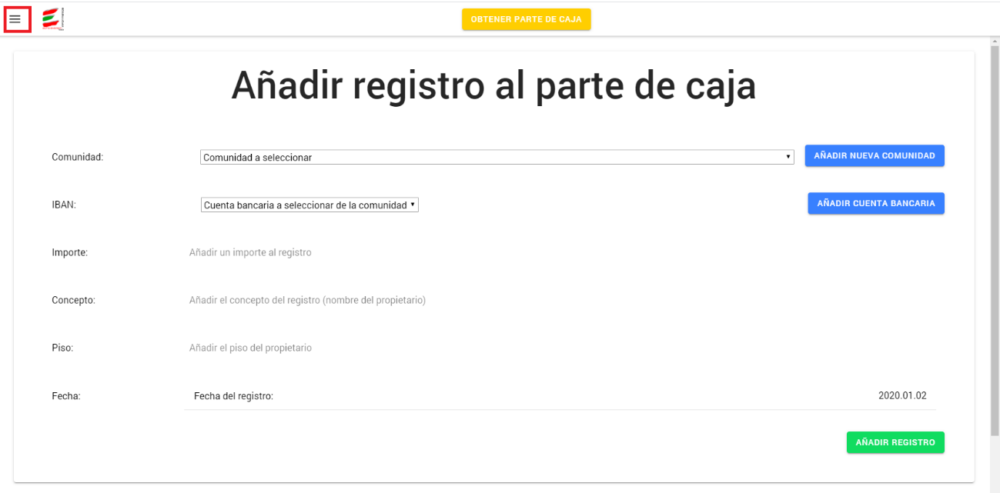 OBTENER PARTE DE CAJA
Añadir registro al parte de caja
Comunidad: Comunidad a seleccionar AÑADIR NUEVA COMUNIDAD
IBAN: Cuenta bancaria a seleccionar de la comunidad AÑADIR CUENTA BANCARIA
Importe: Añadir un importe al registro
Concepto: Añadir el concepto del registro (nombre del propietario)
Piso: Añadir el piso del propietario
Fecha: Fecha del registro: 2020.01.02
AÑADIR REGISTRO